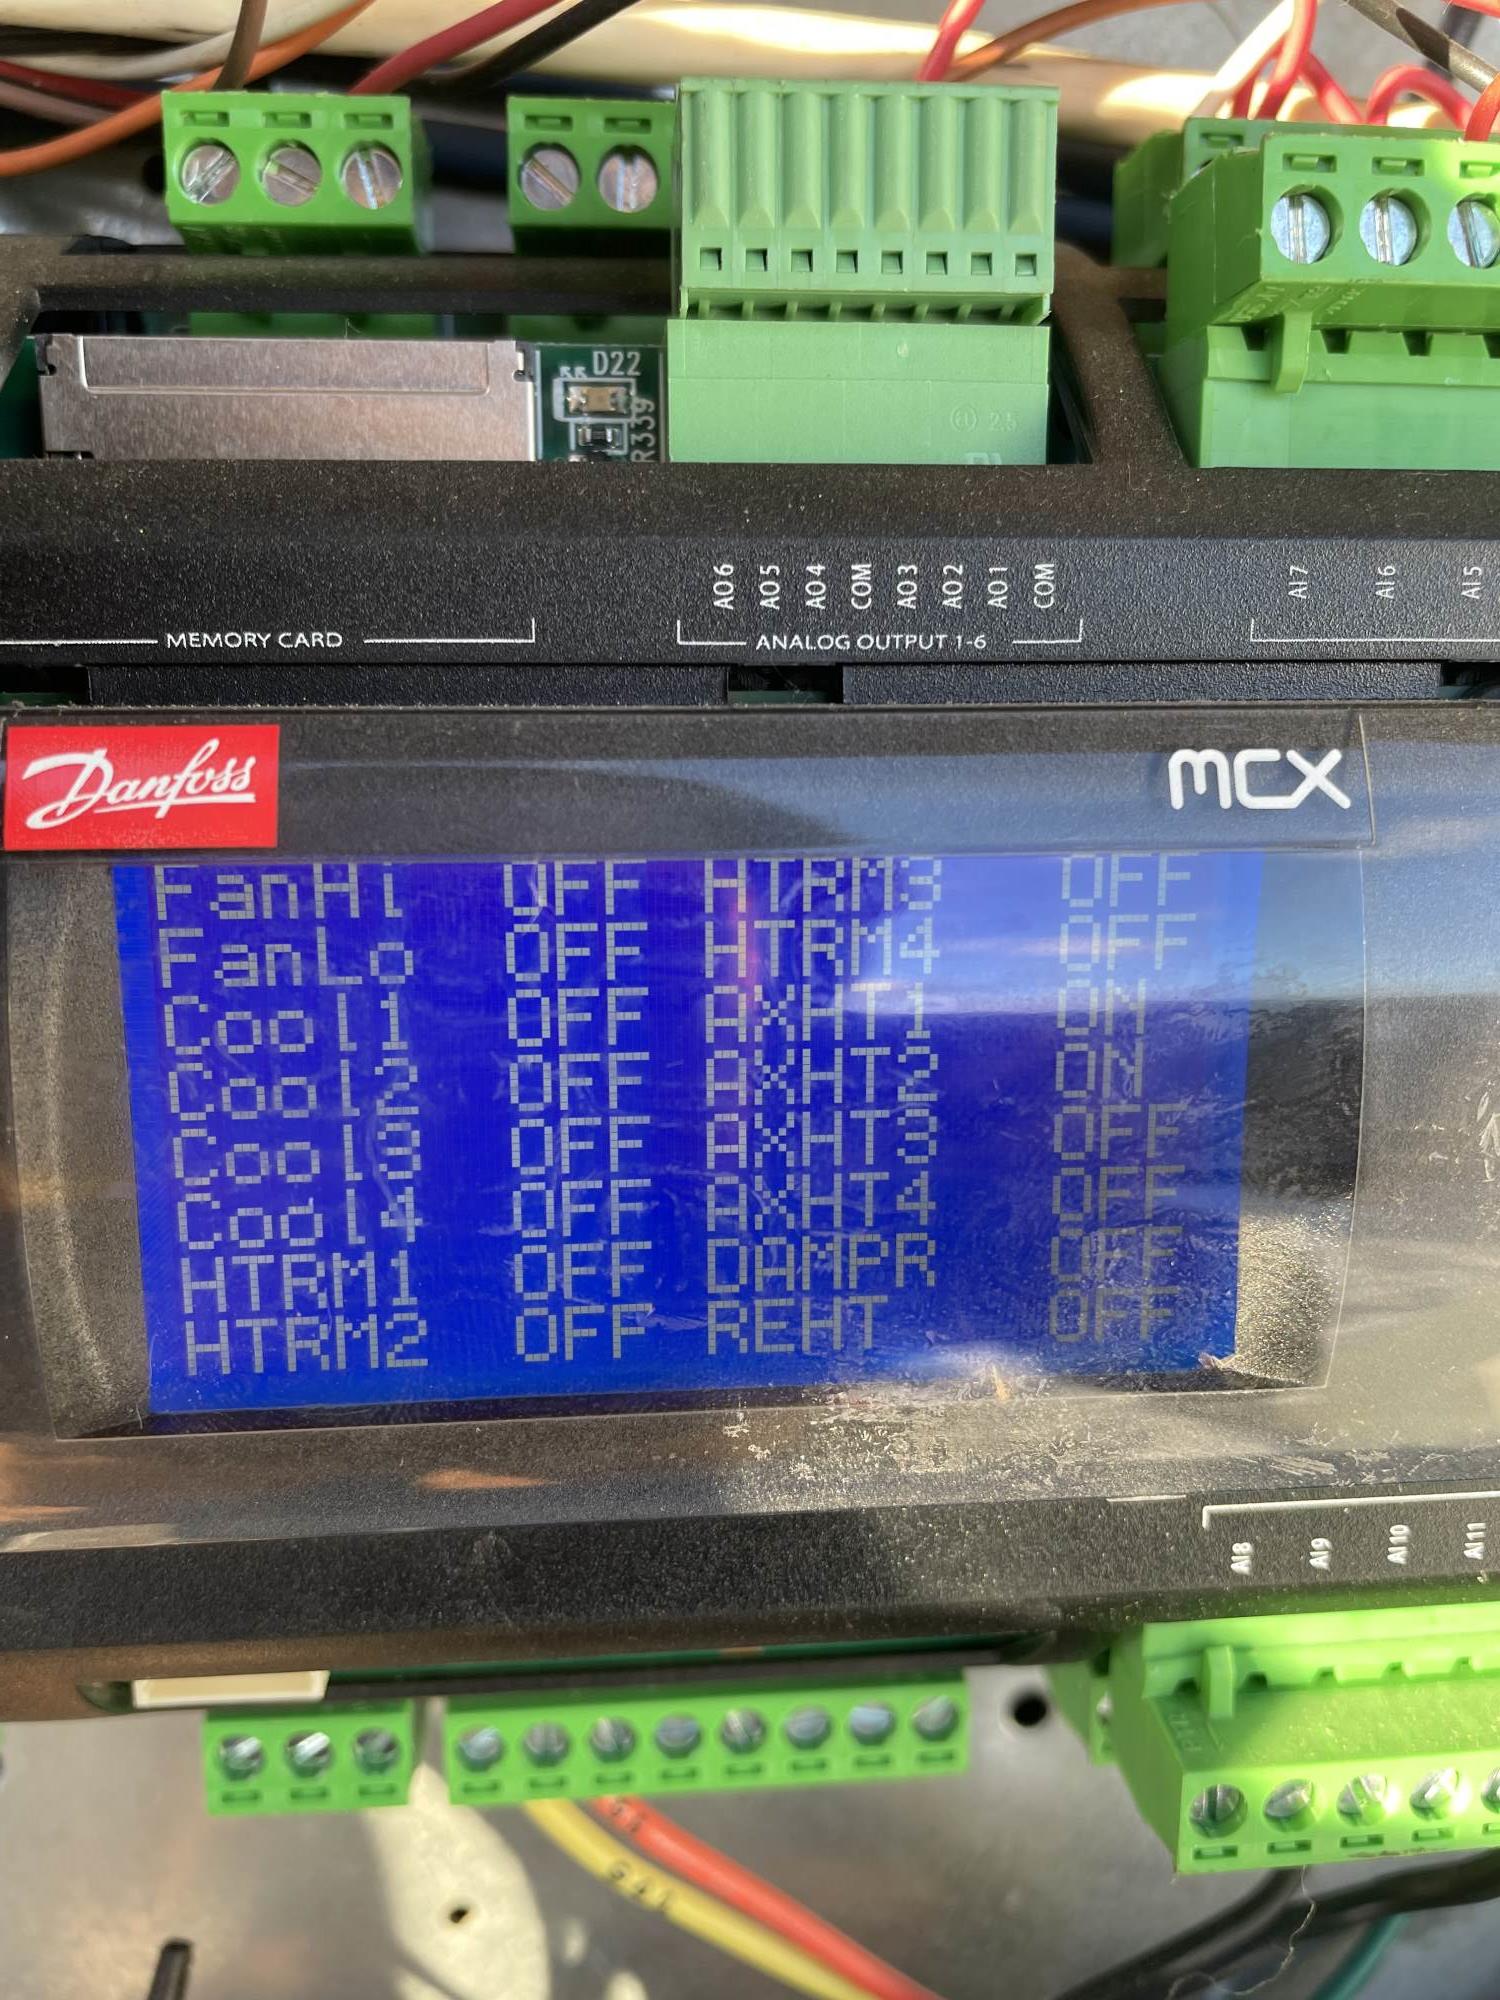 D22
R339
2.5
AO6 AO5 AO4 COM AO3 AO2 AO1 COM
AI7 AI6 AI5
MEMORY CARD
ANALOG OUTPUT 1-6
Danfoss
MCX
FanHi OFF HTRM3 OFF
FanLo OFF HTRM4 OFF
Cool1 OFF AXHT1 ON
Cool2 OFF AXHT2 ON
Cool3 OFF AXHT3 OFF
Cool4 OFF AXHT4 OFF
HTRM1 OFF DAMPR OFF
HTRM2 OFF REHT OFF
AI8 AI9 AI10 AI11